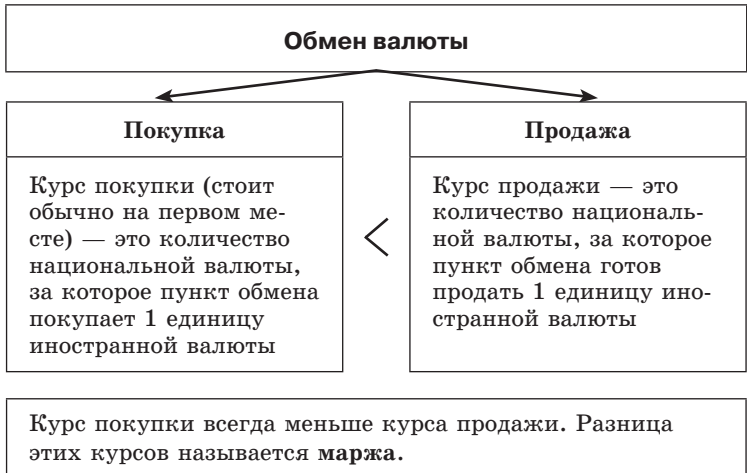 Обмен валюты
Покупка
Курс покупки (стоит
обычно на первом ме-
сте) — это количество
национальной валюты,
за которое пункт обмена
покупает 1 единицу
иностранной валюты
<
Продажа
Курс продажи — это
количество националь-
ной валюты, за которое
пункт обмена готов
продать 1 единицу ино-
странной валюты
Курс покупки всегда меньше курса продажи. Разница
этих курсов называется маржа.